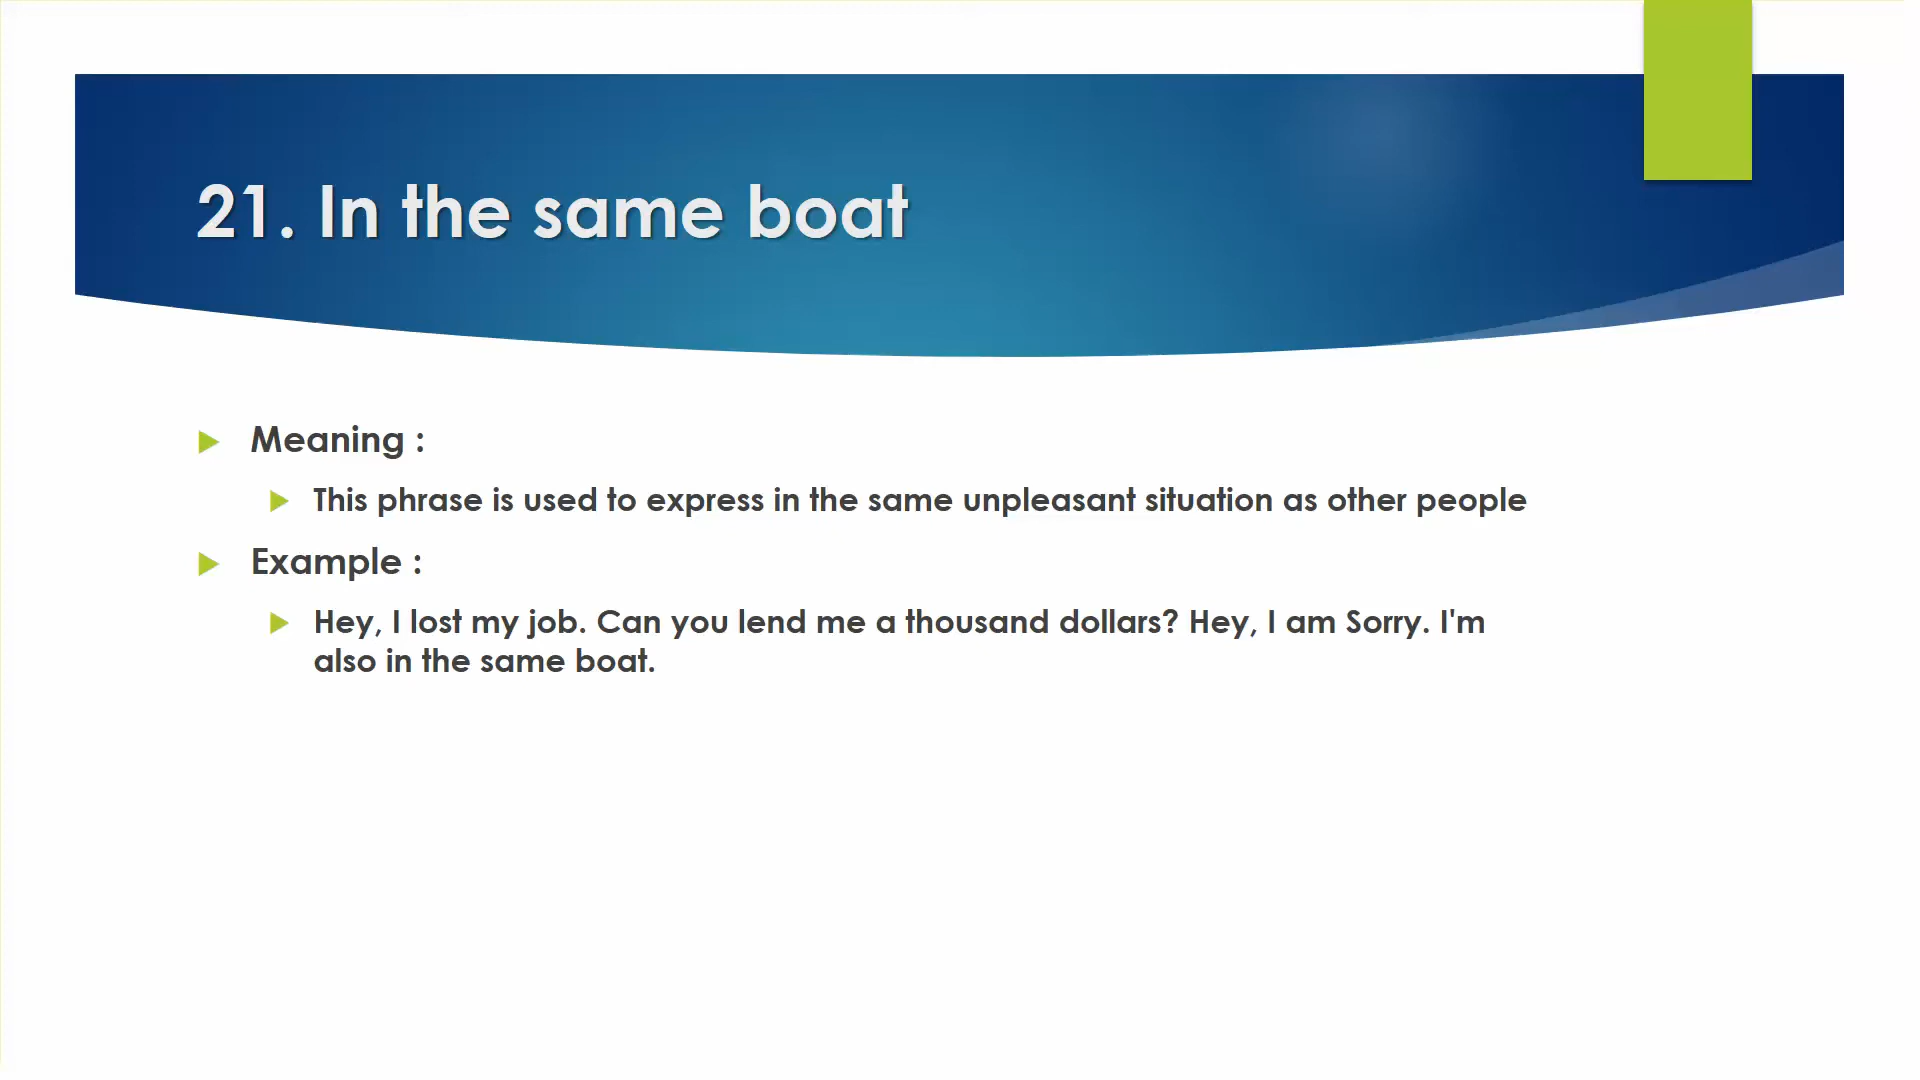 21. In the same boat
Meaning :
This phrase is used to express in the same unpleasant situation as other people
Example :
Hey, I lost my job. Can you lend me a thousand dollars? Hey, I am Sorry. I'm
also in the same boat.